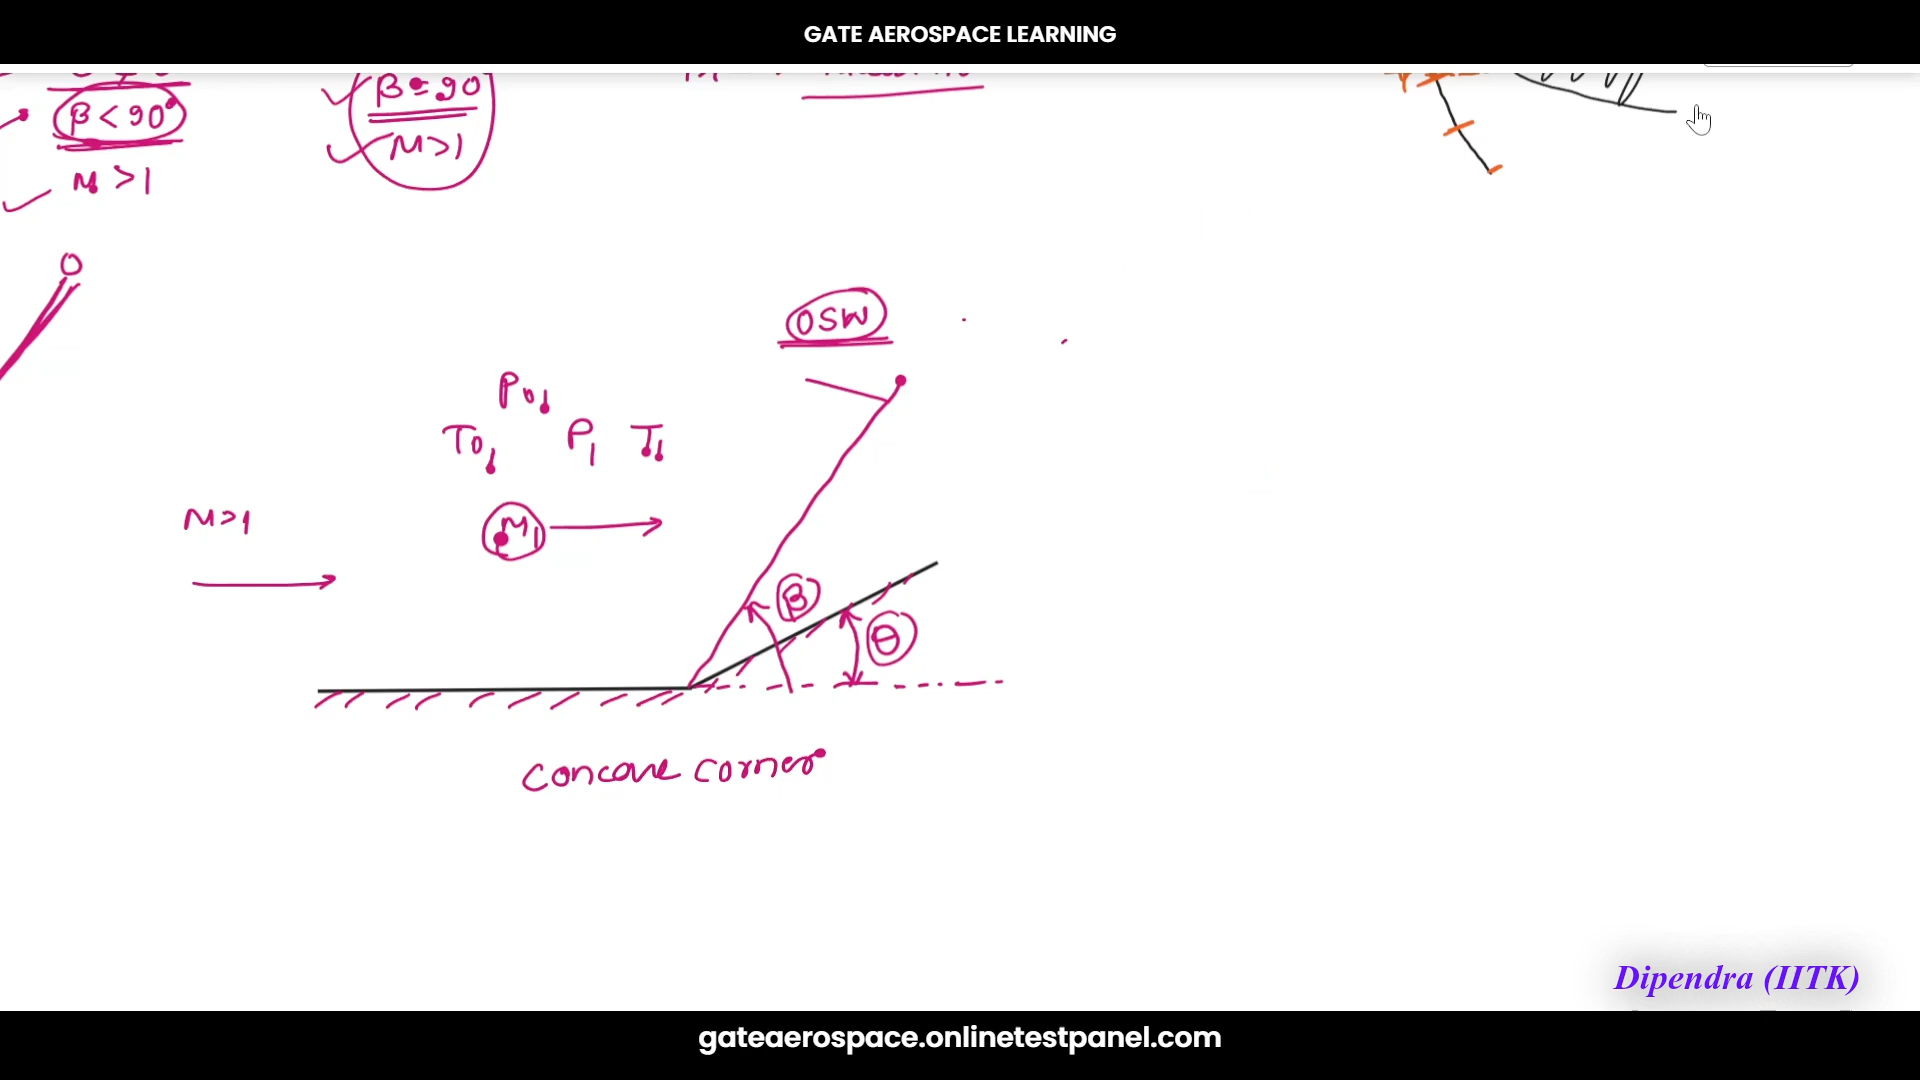 GATE AEROSPACE LEARNING
β < 90°
M > 1
β = 90
M > 1
O
OSW
P01
T01 P1 T1
M > 1
M1
β
θ
concave corner
Dipendra (IITK)
gateaerospace.onlinetestpanel.com